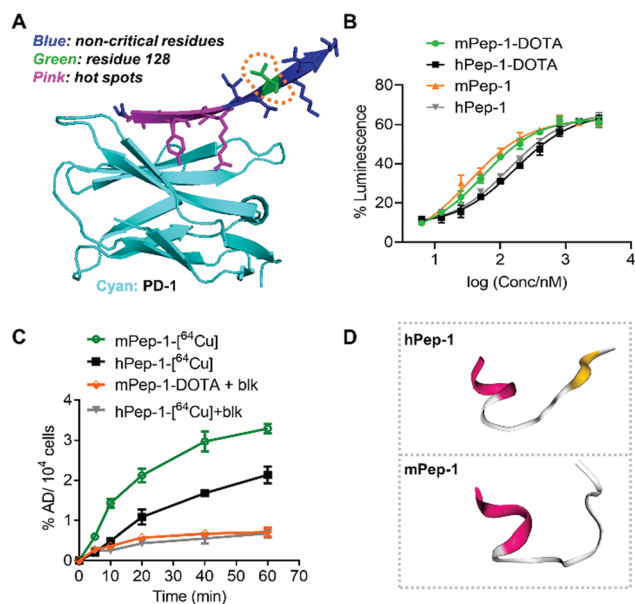 A
Blue: non-critical residues
Green: residue 128
Pink: hot spots
Cyan: PD-1
B
mPep-1-DOTA
hPep-1-DOTA
mPep-1
hPep-1
% Luminescence
80
60
40
20
0
1
2
3
4
log (Conc/nM)
C
mPep-1-[⁶⁴Cu]
hPep-1-[⁶⁴Cu]
mPep-1-DOTA + blk
hPep-1-[⁶⁴Cu]+blk
% AD/ 10⁴ cells
4
3
2
1
0
0 10 20 30 40 50 60 70
Time (min)
D
hPep-1
mPep-1